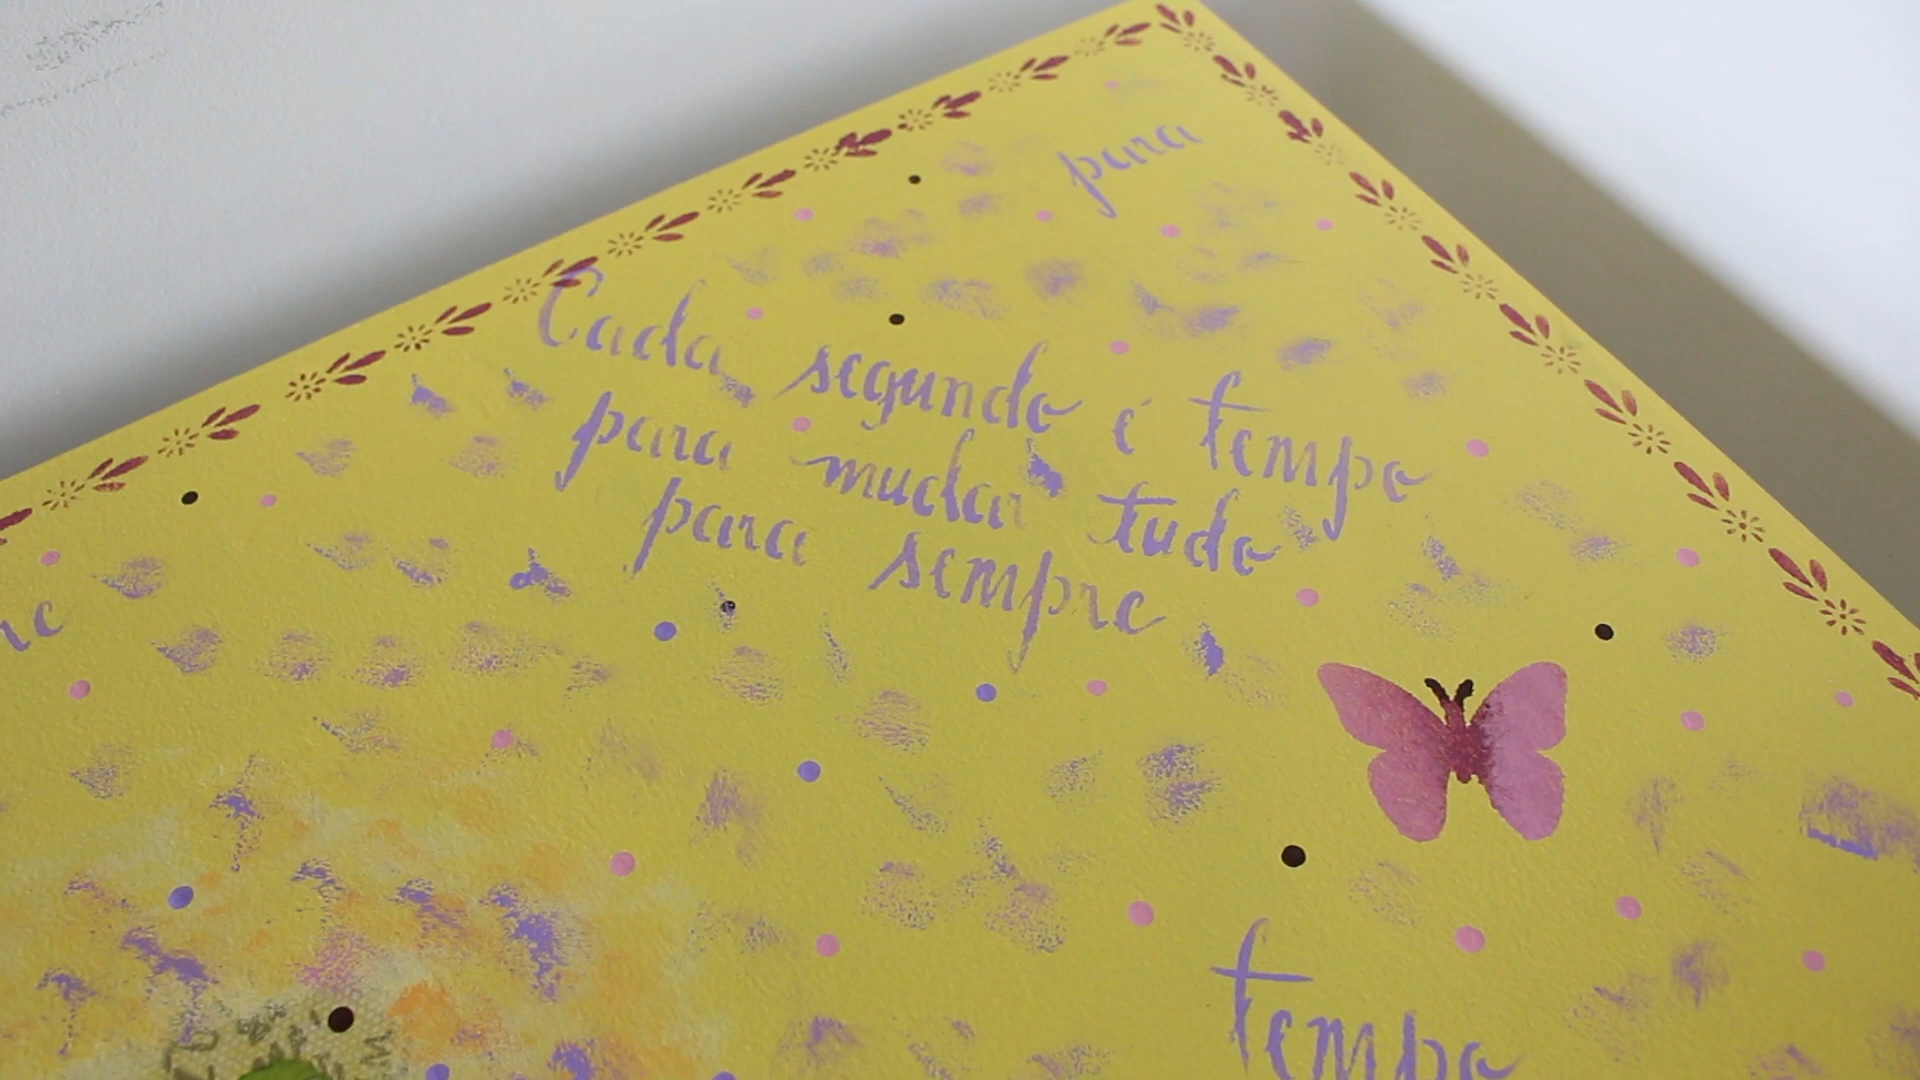 para
Cada segundo é tempo
para mudar tudo
para sempre
tempo